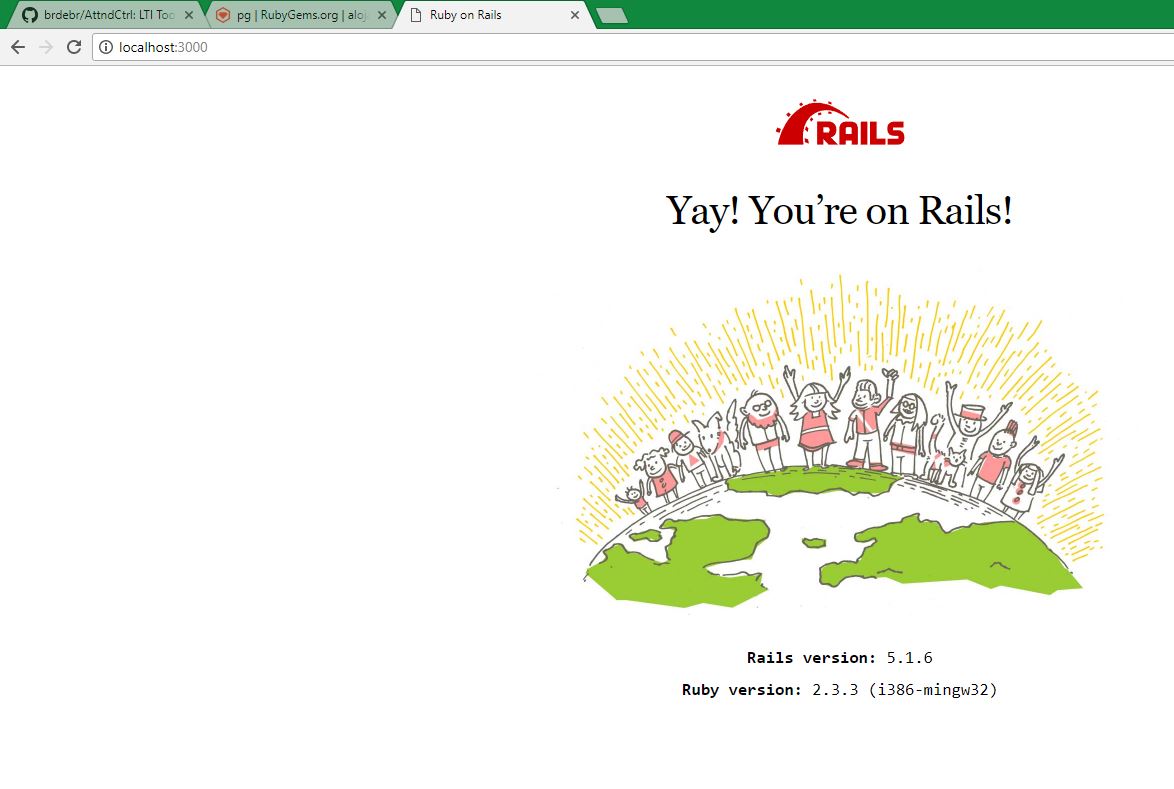 brdebr/AttndCtrl: LTI Too
pg | RubyGems.org | aloj
Ruby on Rails
localhost:3000
RAILS
Yay! You’re on Rails!
Rails version: 5.1.6
Ruby version: 2.3.3 (i386-mingw32)